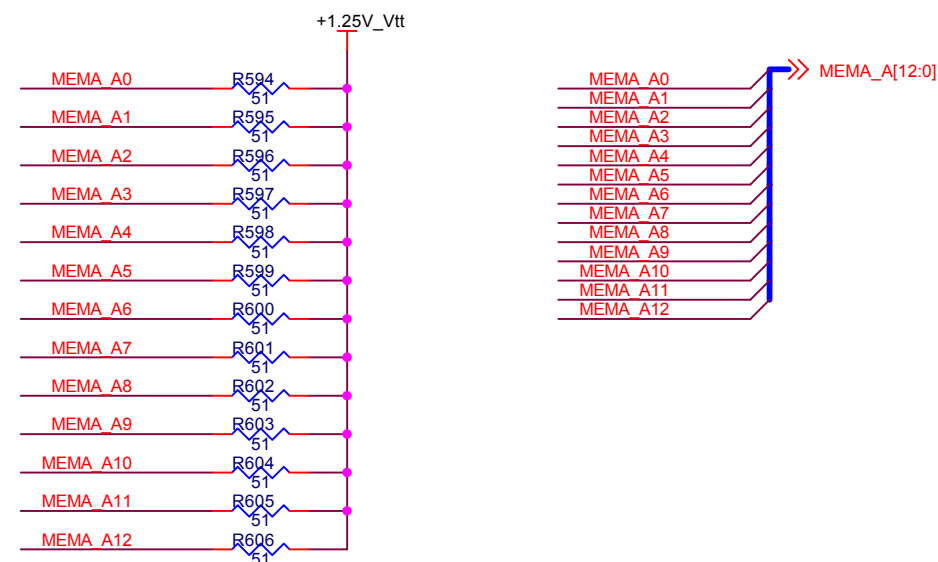 +1.25V_Vtt
MEMA_A0 R594
51
MEMA_A1 R595
51
MEMA_A2 R596
51
MEMA_A3 R597
51
MEMA_A4 R598
51
MEMA_A5 R599
51
MEMA_A6 R600
51
MEMA_A7 R601
51
MEMA_A8 R602
51
MEMA_A9 R603
51
MEMA_A10 R604
51
MEMA_A11 R605
51
MEMA_A12 R606
51
MEMA_A[12:0]
MEMA_A0
MEMA_A1
MEMA_A2
MEMA_A3
MEMA_A4
MEMA_A5
MEMA_A6
MEMA_A7
MEMA_A8
MEMA_A9
MEMA_A10
MEMA_A11
MEMA_A12